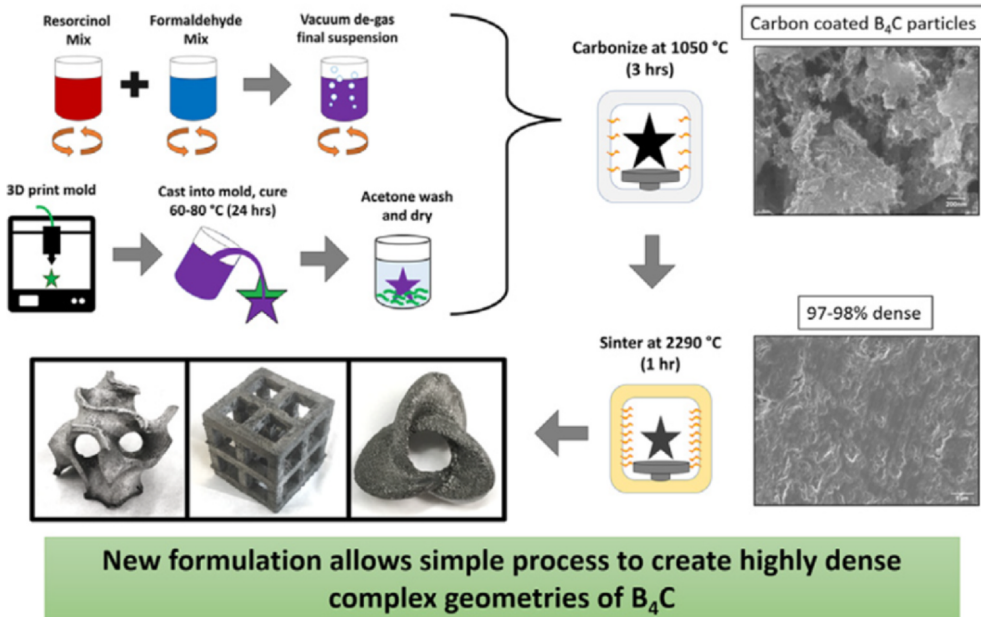 Resorcinol
Mix
Formaldehyde
Mix
Vacuum de-gas
final suspension
3D print mold
Cast into mold, cure
60-80 °C (24 hrs)
Acetone wash
and dry
Carbonize at 1050 °C
(3 hrs)
Carbon coated B₄C particles
200nm
Sinter at 2290 °C
(1 hr)
97-98% dense
New formulation allows simple process to create highly dense
complex geometries of B₄C